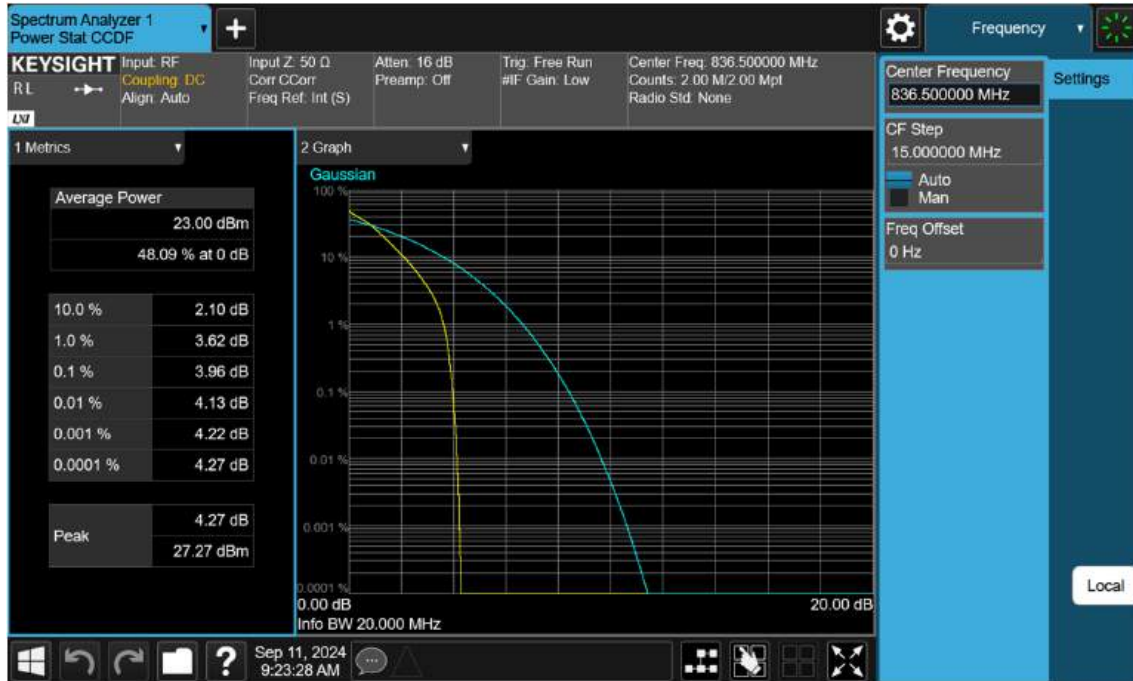 Spectrum Analyzer 1
Power Stat CCDF
+
Frequency
KEYSIGHT
RL
LXI
Input: RF
Coupling: DC
Align: Auto
Input Z: 50 Ω
Corr CCorr
Freq Ref: Int (S)
Atten: 16 dB
Preamp: Off
Trig: Free Run
#IF Gain: Low
Center Freq: 836.500000 MHz
Counts: 2.00 M/2.00 Mpt
Radio Std: None
Center Frequency
836.500000 MHz
Settings
CF Step
15.000000 MHz
Auto
Man
Freq Offset
0 Hz
1 Metrics
Average Power
23.00 dBm
48.09 % at 0 dB
10.0 % 2.10 dB
1.0 % 3.62 dB
0.1 % 3.96 dB
0.01 % 4.13 dB
0.001 % 4.22 dB
0.0001 % 4.27 dB
Peak
4.27 dB
27.27 dBm
2 Graph
Gaussian
100 %
10 %
1 %
0.1 %
0.01 %
0.001 %
0.0001 %
0.00 dB 20.00 dB
Info BW 20.000 MHz
Local
?
Sep 11, 2024
9:23:28 AM